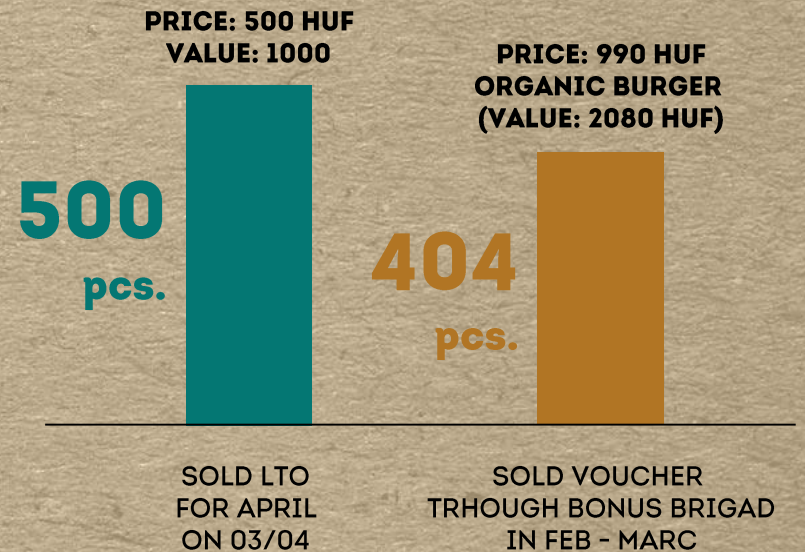 PRICE: 500 HUF
VALUE: 1000
500
pcs.
SOLD LTO
FOR APRIL
ON 03/04
PRICE: 990 HUF
ORGANIC BURGER
(VALUE: 2080 HUF)
404
pcs.
SOLD VOUCHER
TRHOUGH BONUS BRIGAD
IN FEB - MARC